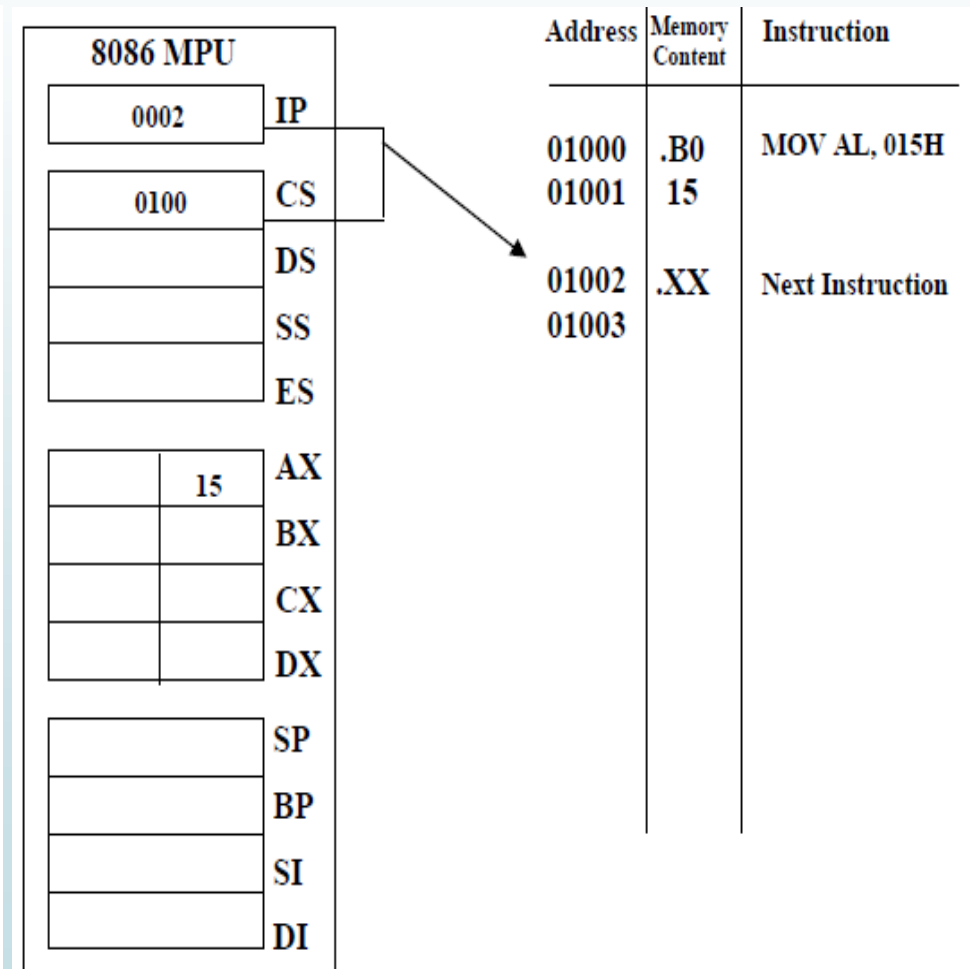 8086 MPU
0002 IP
0100 CS
DS
SS
ES
15 AX
BX
CX
DX
SP
BP
SI
DI
Address Memory Content Instruction
01000 .B0 MOV AL, 015H
01001 15
01002 .XX Next Instruction
01003